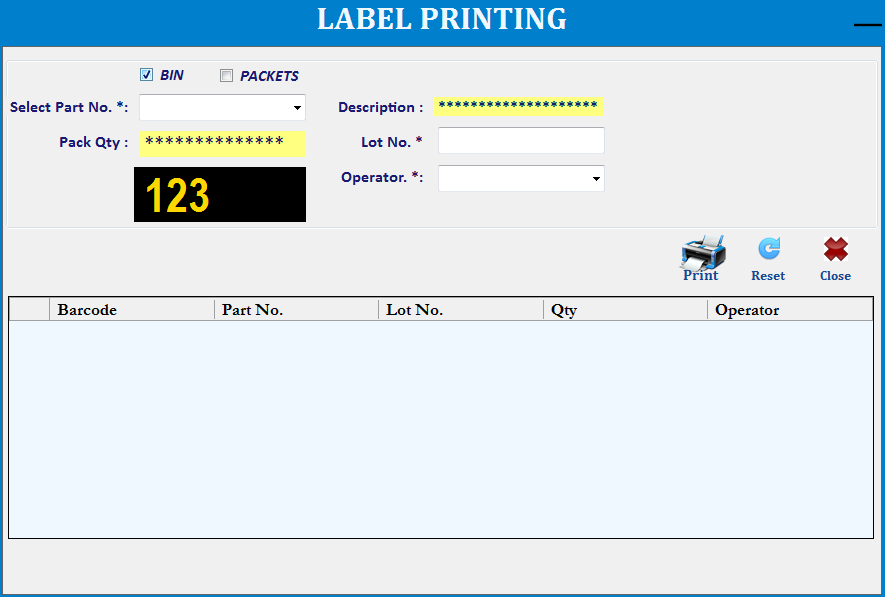 LABEL PRINTING
BIN PACKETS
Select Part No. *: Description : ********************
Pack Qty : ************** Lot No. *
123 Operator. *:
Print Reset Close
Barcode Part No. Lot No. Qty Operator